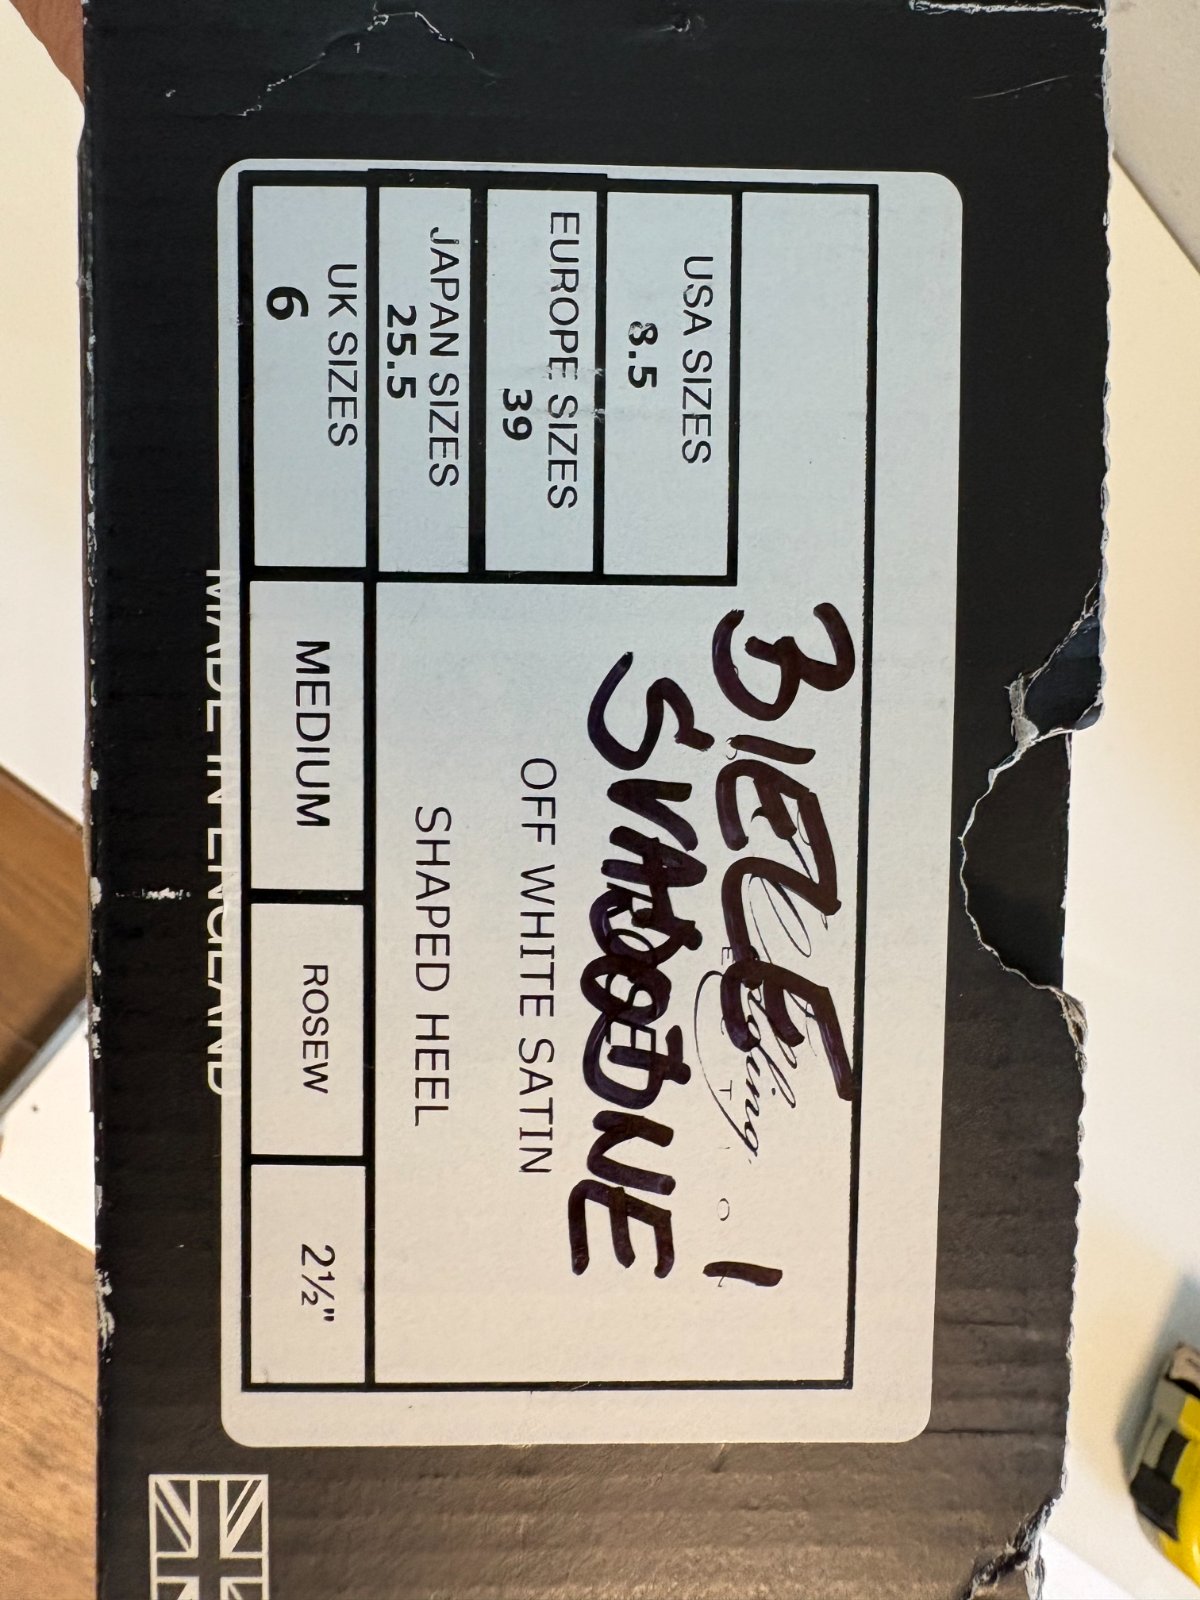 USA SIZES
8.5
EUROPE SIZES
39
JAPAN SIZES
25.5
UK SIZES
6
BIEŻE I
OFF WHITE SATIN
SHAPED HEEL
MEDIUM
ROSEW
2½"
MADE IN ENGLAND